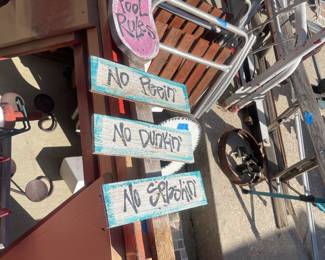 Pool
Rules
No Peein'
No Dunkin'
No Splashin'